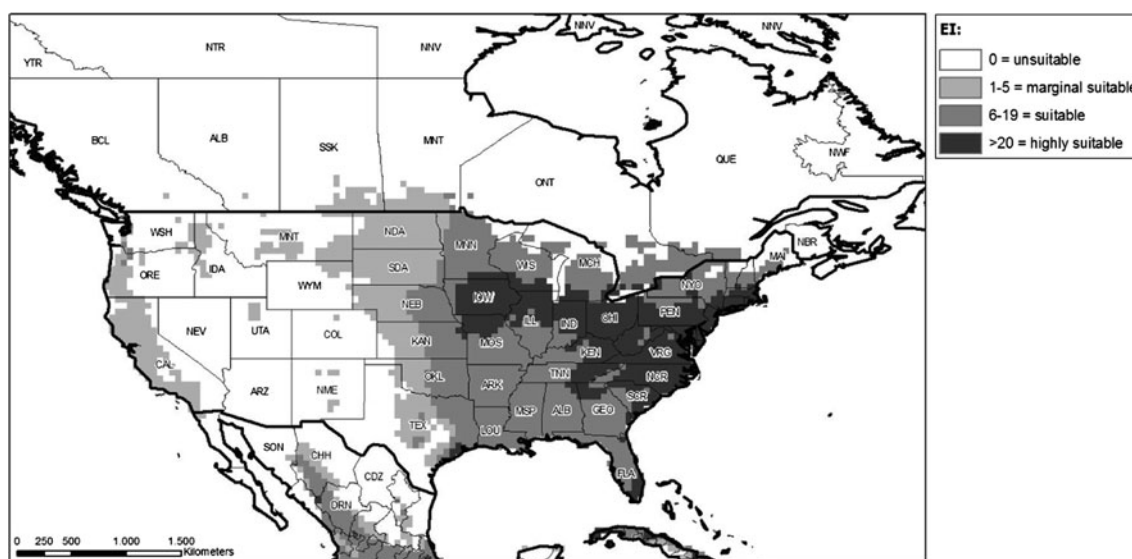 NNV NNV
NTR NNV
YTR
BCL ALB SSK MNT
QUE NWF
ONT
WSH MNT NDA MNN NBR
MAI
ORE IDA SDA WIS MCH NYO
WYM
NEB IOW PEN
NEV UTA COL ILL IND OHI
KAN MOS KEN VRG
CAL
ARZ NME OKL ARK TNN NCR
SCR
TEX MSP ALB GEO
LOU
SON CHH FLA
CDZ
DRN
0 250 500 1.000 1.500
Kilometers
EI:
0 = unsuitable
1-5 = marginal suitable
6-19 = suitable
>20 = highly suitable